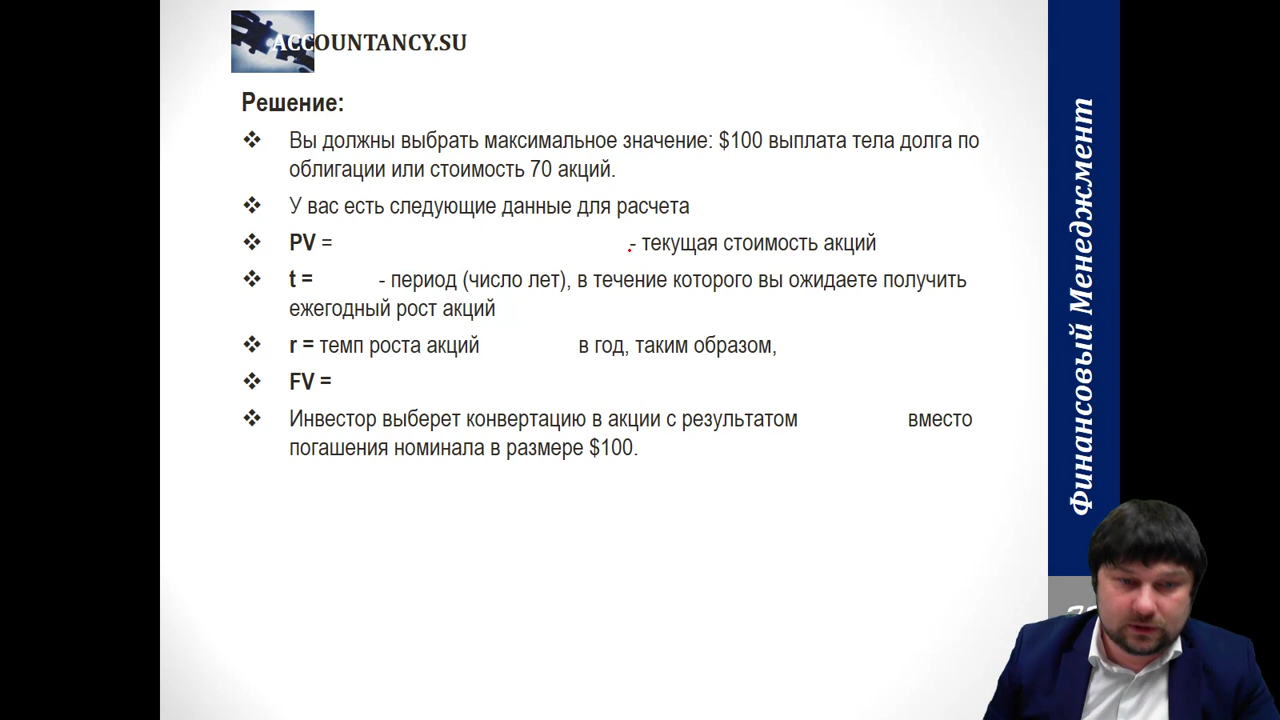 ACCOUNTANCY.SU
Решение:
❖ Вы должны выбрать максимальное значение: $100 выплата тела долга по
облигации или стоимость 70 акций.
❖ У вас есть следующие данные для расчета
❖ PV = - текущая стоимость акций
❖ t = - период (число лет), в течение которого вы ожидаете получить
ежегодный рост акций
❖ r = темп роста акций в год, таким образом,
❖ FV =
❖ Инвестор выберет конвертацию в акции с результатом вместо
погашения номинала в размере $100.
Финансовый Менеджмент